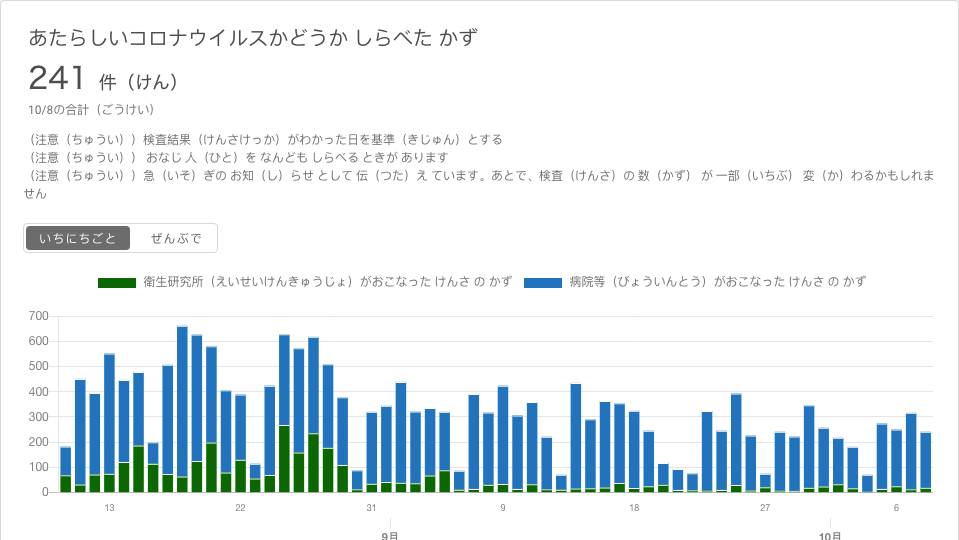 あたらしいコロナウイルスかどうか しらべた かず
241 件（けん）
10/8の合計（ごうけい）
（注意（ちゅうい））検査結果（けんさけっか）がわかった日を基準（きじゅん）とする
（注意（ちゅうい）） おなじ 人（ひと）を なんども しらべる ときが あります
（注意（ちゅうい））急（いそ）ぎの お知（し）らせ として 伝（つた）え ています。あとで、検査（けんさ）の 数（かず） が 一部（いちぶ） 変（か）わるかもしれま
せん
いちにちごと ぜんぶで
衛生研究所（えいせいけんきゅうじょ）がおこなった けんさ の かず 病院等（びょういんとう）がおこなった けんさ の かず
700
600
500
400
300
200
100
0
13 22 31 9 18 27 6
9月 10月